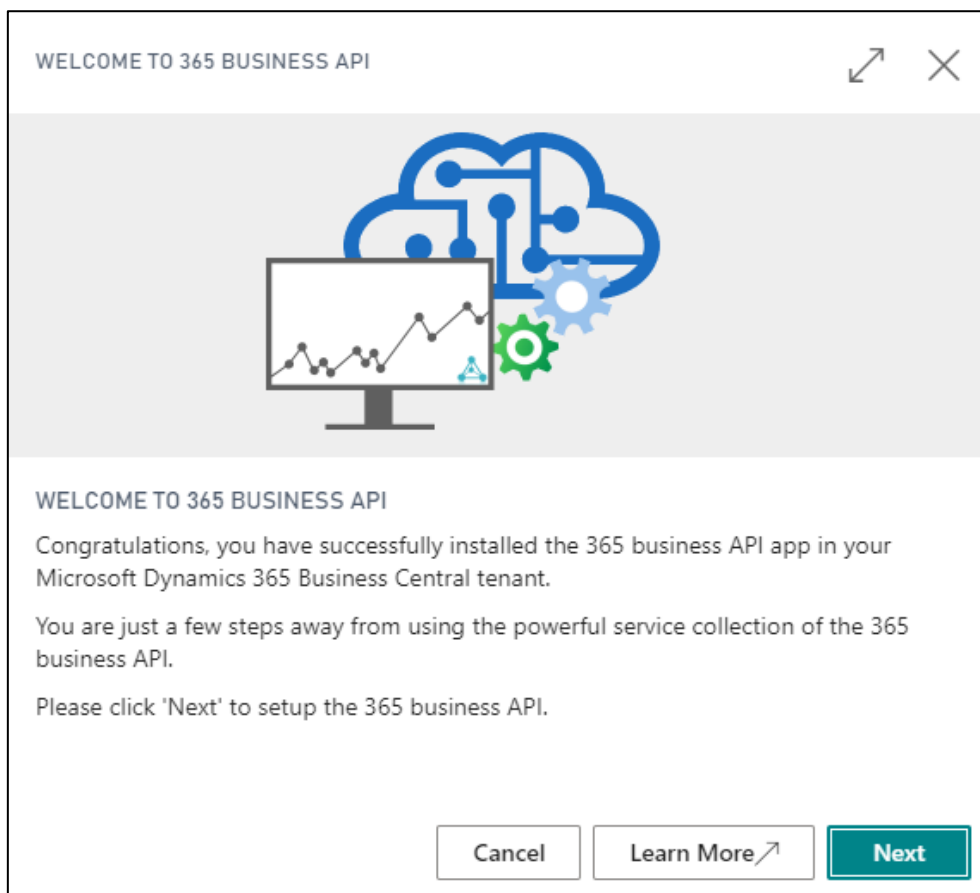 WELCOME TO 365 BUSINESS API
WELCOME TO 365 BUSINESS API
Congratulations, you have successfully installed the 365 business API app in your
Microsoft Dynamics 365 Business Central tenant.
You are just a few steps away from using the powerful service collection of the 365
business API.
Please click 'Next' to setup the 365 business API.
Cancel
Learn More
Next